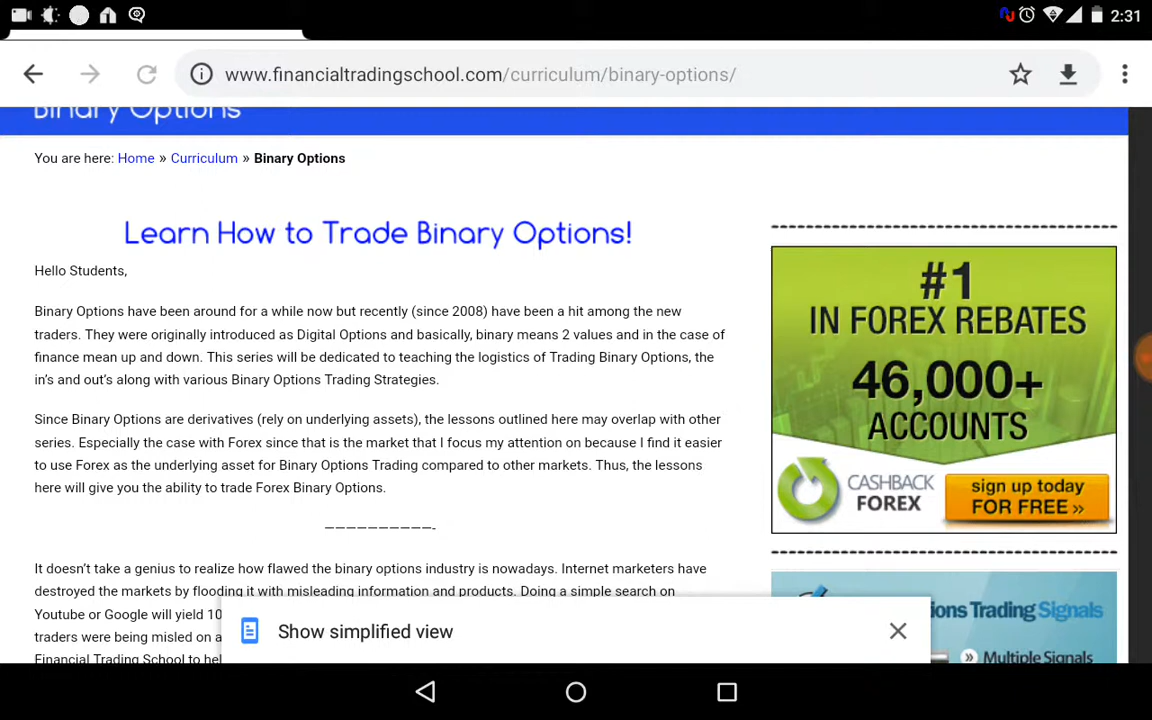 2:31
www.financialtradingschool.com/curriculum/binary-options/
Binary Options
You are here: Home » Curriculum » Binary Options
Learn How to Trade Binary Options!
Hello Students,
Binary Options have been around for a while now but recently (since 2008) have been a hit among the new
traders. They were originally introduced as Digital Options and basically, binary means 2 values and in the case of
finance mean up and down. This series will be dedicated to teaching the logistics of Trading Binary Options, the
in’s and out’s along with various Binary Options Trading Strategies.
Since Binary Options are derivatives (rely on underlying assets), the lessons outlined here may overlap with other
series. Especially the case with Forex since that is the market that I focus my attention on because I find it easier
to use Forex as the underlying asset for Binary Options Trading compared to other markets. Thus, the lessons
here will give you the ability to trade Forex Binary Options.
——————————-
It doesn’t take a genius to realize how flawed the binary options industry is nowadays. Internet marketers have
destroyed the markets by flooding it with misleading information and products. Doing a simple search on
Youtube or Google will yield 10
traders were being misled on a
Financial Trading School to hel
#1
IN FOREX REBATES
46,000+
ACCOUNTS
CASHBACK
FOREX
sign up today
FOR FREE »
ions Trading Signals
» Multiple Signals
Show simplified view